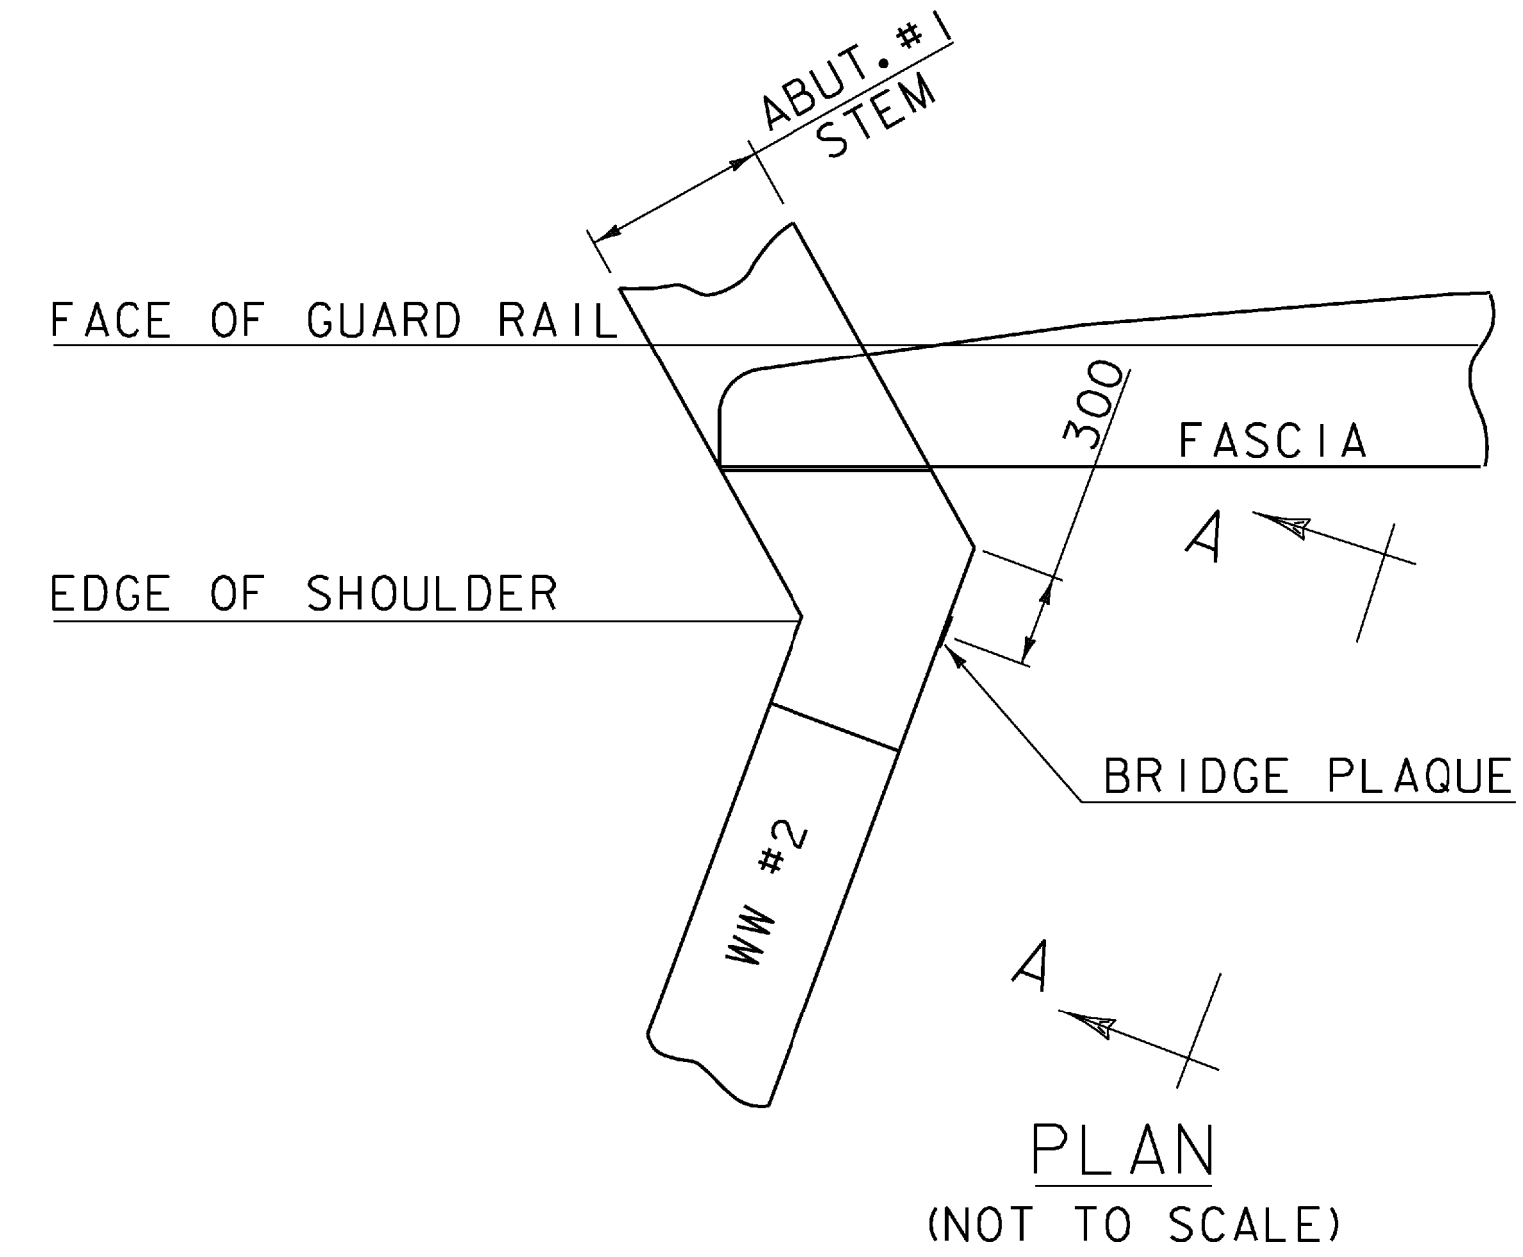 ABUT. #1
STEM
FACE OF GUARD RAIL
300
FASCIA
A
EDGE OF SHOULDER
BRIDGE PLAQUE
WW #2
A
PLAN
(NOT TO SCALE)